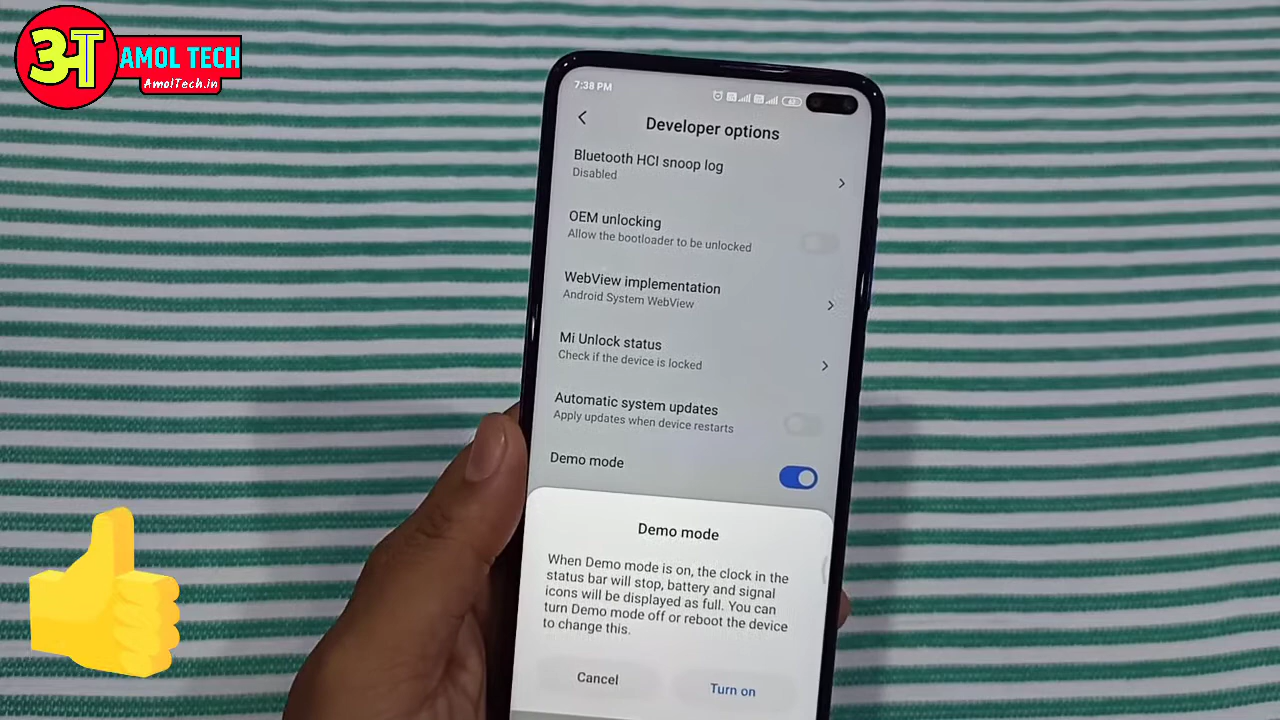 अ
AMOL TECH
AmolTech.in
7:38 PM
Developer options
Bluetooth HCI snoop log
Disabled
OEM unlocking
Allow the bootloader to be unlocked
WebView implementation
Android System WebView
Mi Unlock status
Check if the device is locked
Automatic system updates
Apply updates when device restarts
Demo mode
Demo mode
When Demo mode is on, the clock in the
status bar will stop, battery and signal
icons will be displayed as full. You can
turn Demo mode off or reboot the device
to change this.
Cancel
Turn on